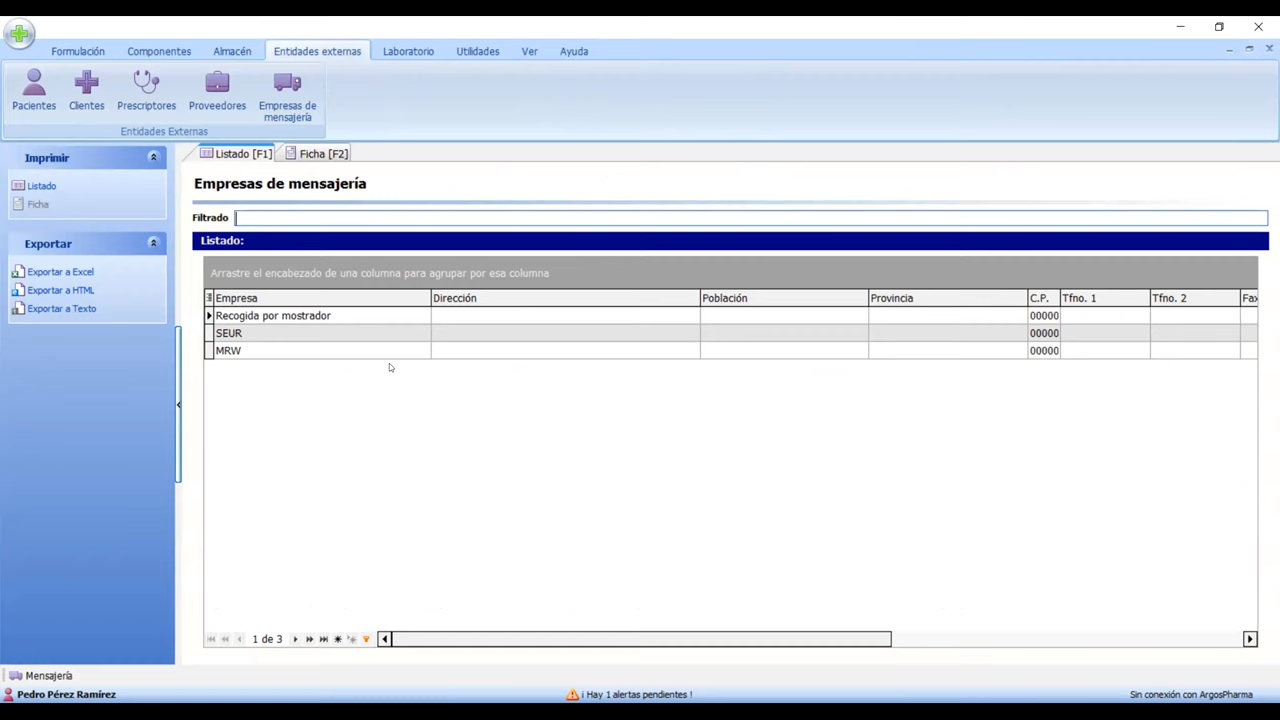 Formulación Componentes Almacén Entidades externas Laboratorio Utilidades Ver Ayuda
Pacientes Clientes Prescriptores Proveedores Empresas de mensajería
Entidades Externas
Imprimir
Listado
Ficha
Exportar
Exportar a Excel
Exportar a HTML
Exportar a Texto
Listado [F1] Ficha [F2]
Empresas de mensajería
Filtrado
Listado:
Arrastre el encabezado de una columna para agrupar por esa columna
Empresa Dirección Población Provincia C.P. Tfno. 1 Tfno. 2 Fax
Recogida por mostrador 00000
SEUR 00000
MRW 00000
1 de 3
Mensajería
Pedro Pérez Ramírez ¡ Hay 1 alertas pendientes ! Sin conexión con ArgosPharma